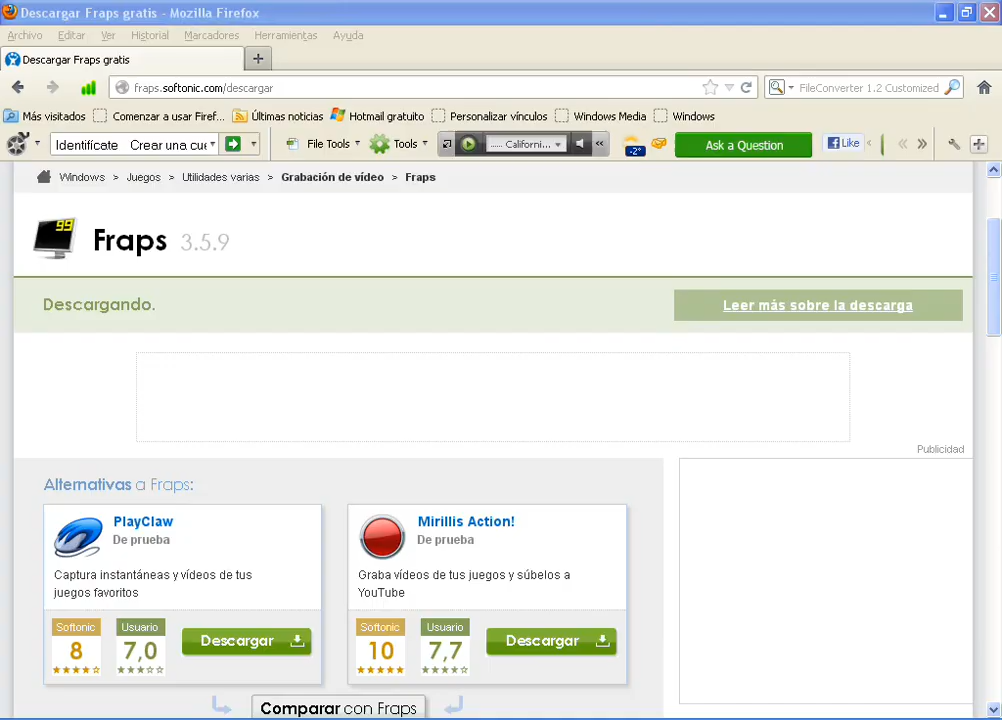 Descargar Fraps gratis - Mozilla Firefox
Archivo Editar Ver Historial Marcadores Herramientas Ayuda
Descargar Fraps gratis
fraps.softonic.com/descargar
FileConverter 1.2 Customized
Más visitados Comenzar a usar Firef... Últimas noticias Hotmail gratuito Personalizar vínculos Windows Media Windows
Identifícate Crear una cue File Tools Tools ..... Californi... -2° Ask a Question Like
Windows > Juegos > Utilidades varias > Grabación de vídeo > Fraps
99
Fraps 3.5.9
Descargando.
Leer más sobre la descarga
Publicidad
Alternativas a Fraps:
PlayClaw
De prueba
Captura instantáneas y vídeos de tus
juegos favoritos
Softonic
8
Usuario
7,0
Descargar
Mirillis Action!
De prueba
Graba vídeos de tus juegos y súbelos a
YouTube
Softonic
10
Usuario
7,7
Descargar
Comparar con Fraps